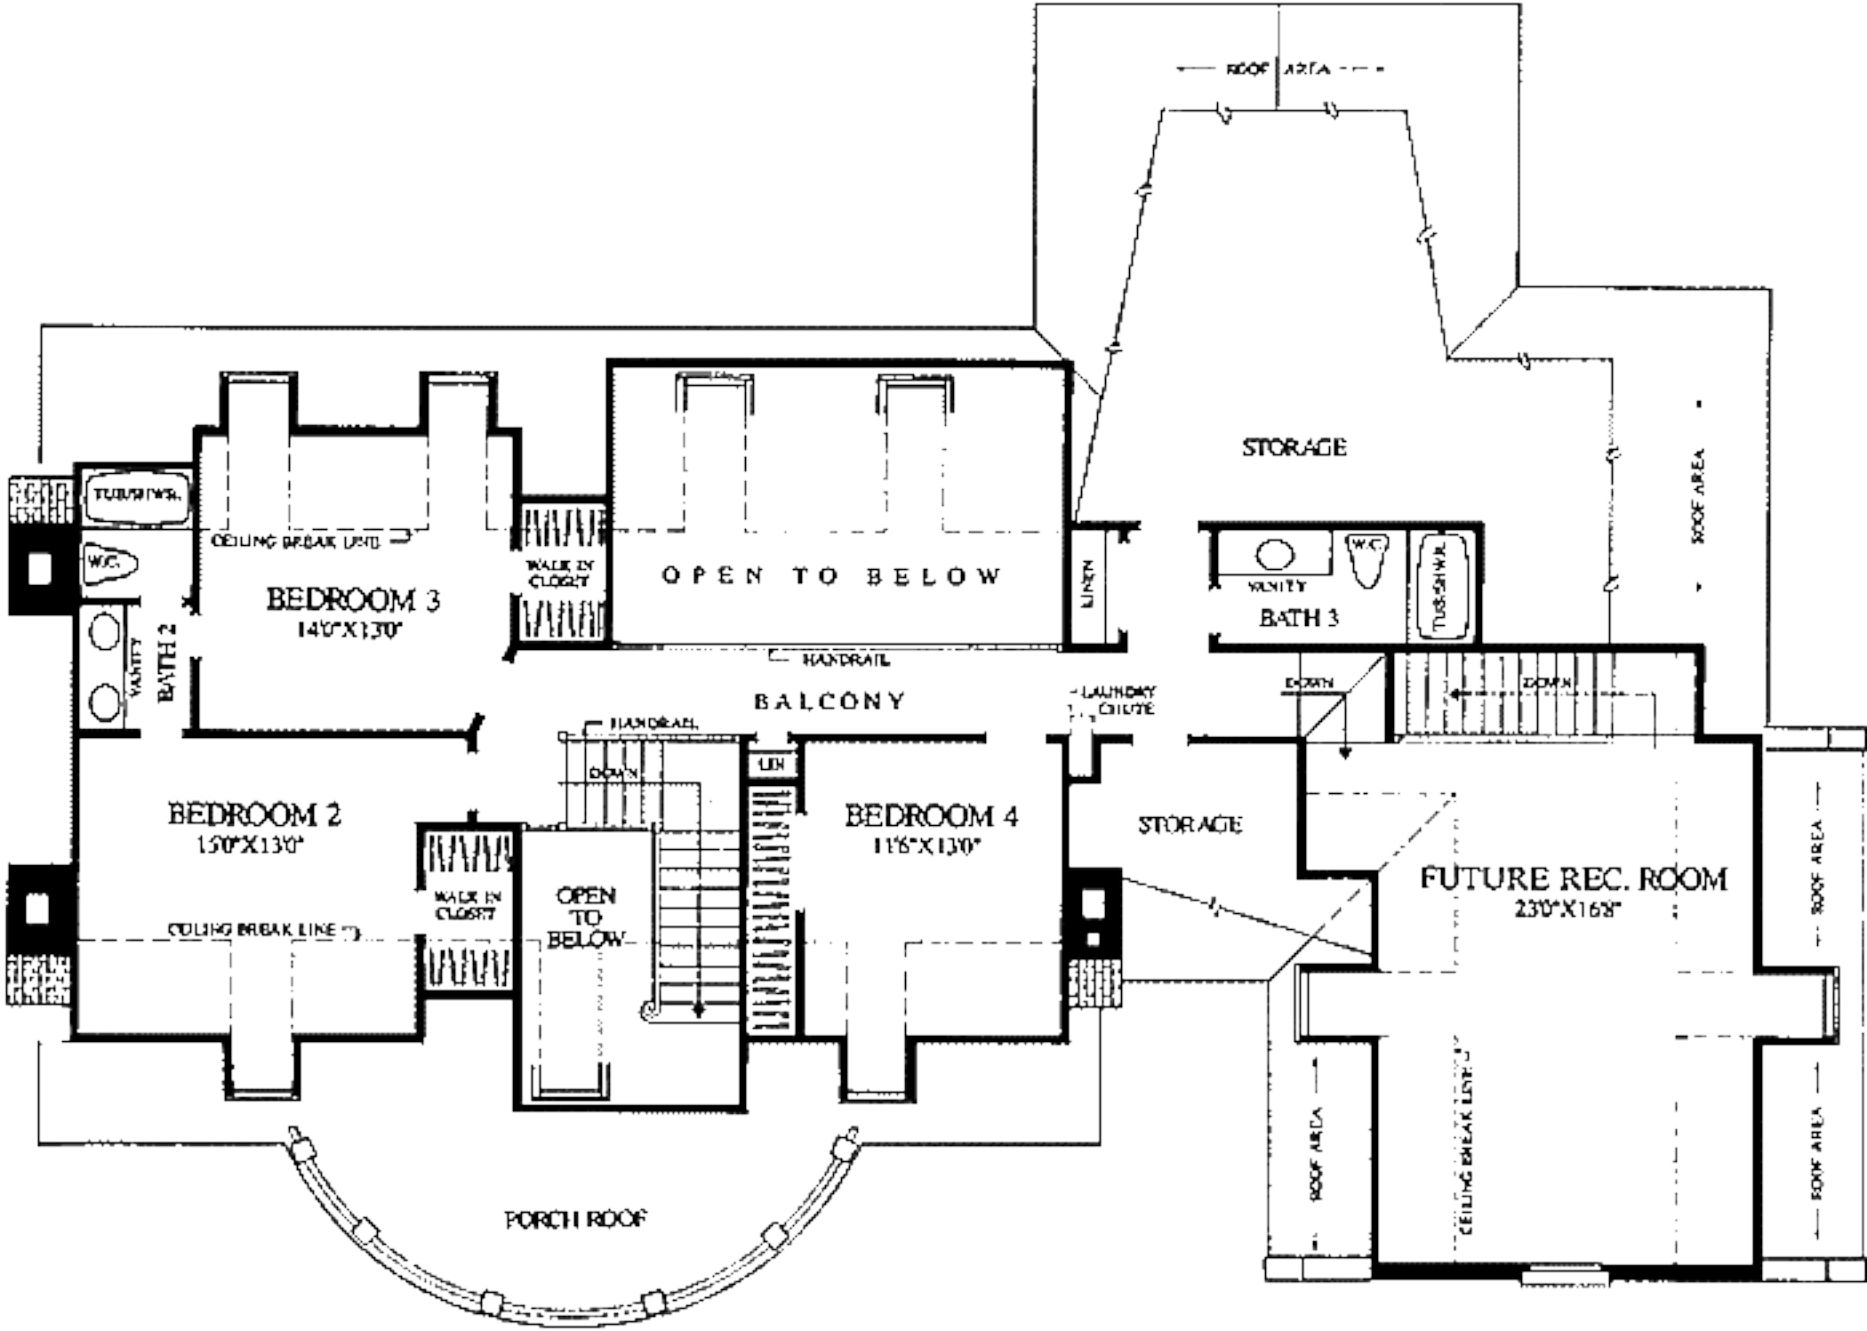 ROOF AREA
STORAGE
ROOF AREA
TUB/SHWR.
W.C.
VANITY
BATH 2
CEILING BREAK LINE
BEDROOM 3
14'0"X13'0"
WALK IN
CLOSET
OPEN TO BELOW
LINEN
W.C.
VANITY
BATH 3
TUB/SHWR.
HANDRAIL
BALCONY
LAUNDRY
CHUTE
DOWN
DOWN
HANDRAIL
DOWN
LIN
BEDROOM 2
15'0"X13'0"
CEILING BREAK LINE
WALK IN
CLOSET
OPEN
TO
BELOW
BEDROOM 4
11'6"X13'0"
STORAGE
FUTURE REC. ROOM
23'0"X16'8"
ROOF AREA
CEILING BREAK LINE
ROOF AREA
ROOF AREA
PORCH ROOF